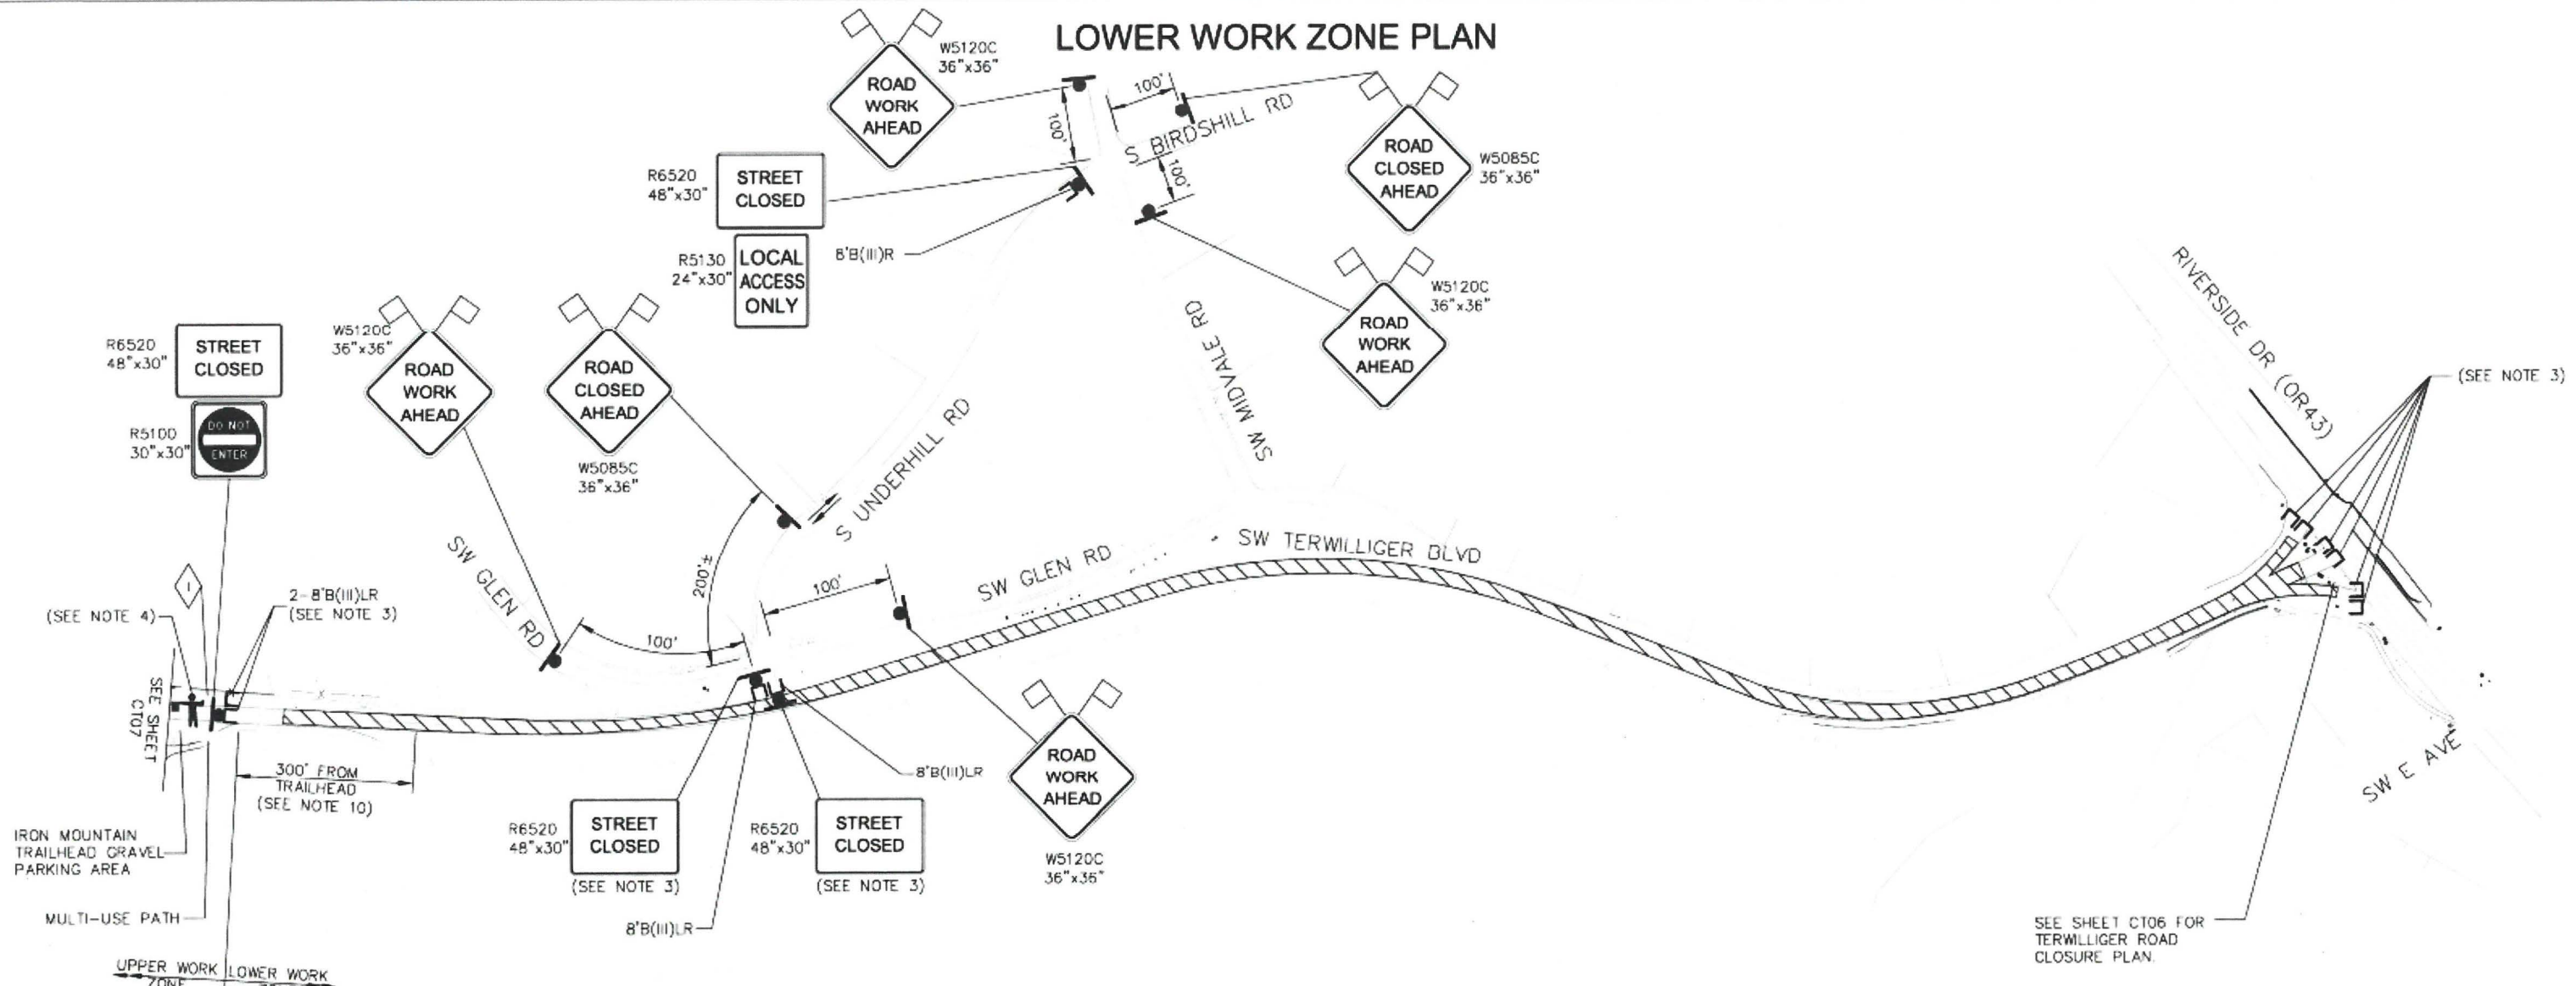 LOWER WORK ZONE PLAN
ROAD
WORK
AHEAD
W5120C
36"x36"
100'
100'
S BIRDSHILL RD
100'
ROAD
CLOSED
AHEAD
W5085C
36"x36"
R6520
48"x30"
STREET
CLOSED
R5130
24"x30"
LOCAL
ACCESS
ONLY
8'B(III)R
ROAD
WORK
AHEAD
W5120C
36"x36"
SW MIDVALE RD
RIVERSIDE DR (OR43)
(SEE NOTE 3)
R6520
48"x30"
STREET
CLOSED
R5100
30"x30"
DO NOT
ENTER
W5120C
36"x36"
ROAD
WORK
AHEAD
ROAD
CLOSED
AHEAD
W5085C
36"x36"
S UNDERHILL RD
SW GLEN RD
200'±
100'
100'
SW GLEN RD
SW TERWILLIGER BLVD
1
(SEE NOTE 4)
2-8'B(III)LR
(SEE NOTE 3)
SEE SHEET
CT07
300' FROM
TRAILHEAD
(SEE NOTE 10)
IRON MOUNTAIN
TRAILHEAD GRAVEL
PARKING AREA
MULTI-USE PATH
UPPER WORK
ZONE
LOWER WORK
R6520
48"x30"
STREET
CLOSED
(SEE NOTE 3)
8'B(III)LR
R6520
48"x30"
STREET
CLOSED
(SEE NOTE 3)
8'B(III)LR
ROAD
WORK
AHEAD
W5120C
36"x36"
SW E AVE
SEE SHEET CT06 FOR
TERWILLIGER ROAD
CLOSURE PLAN.